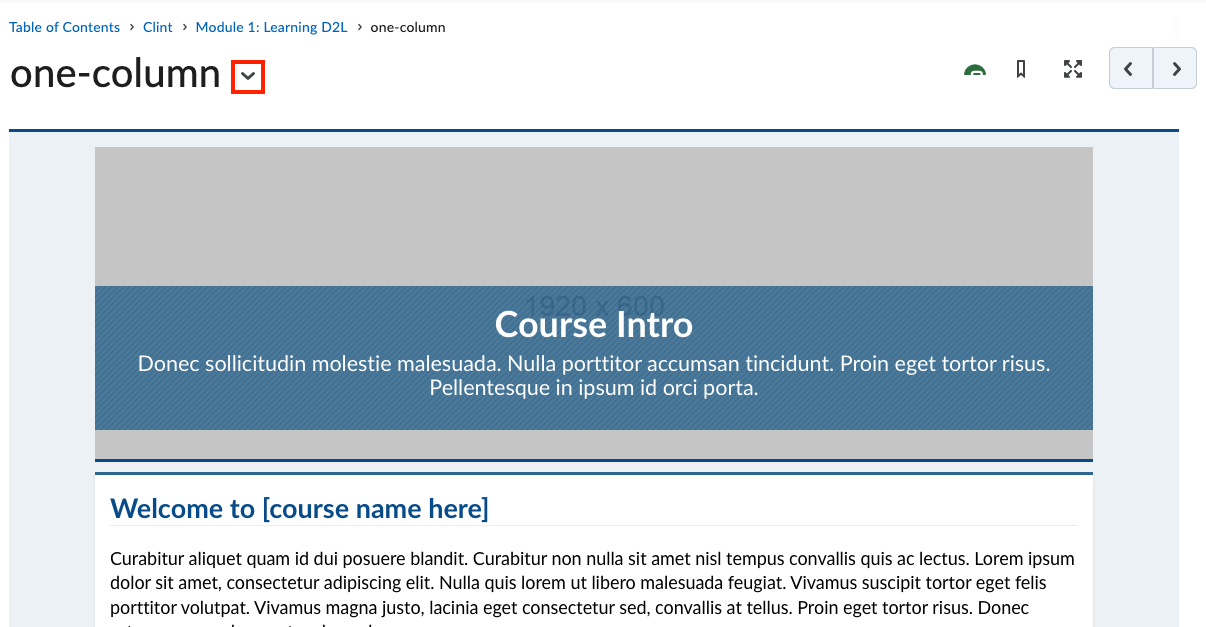 Table of Contents › Clint › Module 1: Learning D2L › one-column
one-column
1920 x 600
Course Intro
Donec sollicitudin molestie malesuada. Nulla porttitor accumsan tincidunt. Proin eget tortor risus.
Pellentesque in ipsum id orci porta.
Welcome to [course name here]
Curabitur aliquet quam id dui posuere blandit. Curabitur non nulla sit amet nisl tempus convallis quis ac lectus. Lorem ipsum
dolor sit amet, consectetur adipiscing elit. Nulla quis lorem ut libero malesuada feugiat. Vivamus suscipit tortor eget felis
porttitor volutpat. Vivamus magna justo, lacinia eget consectetur sed, convallis at tellus. Proin eget tortor risus. Donec